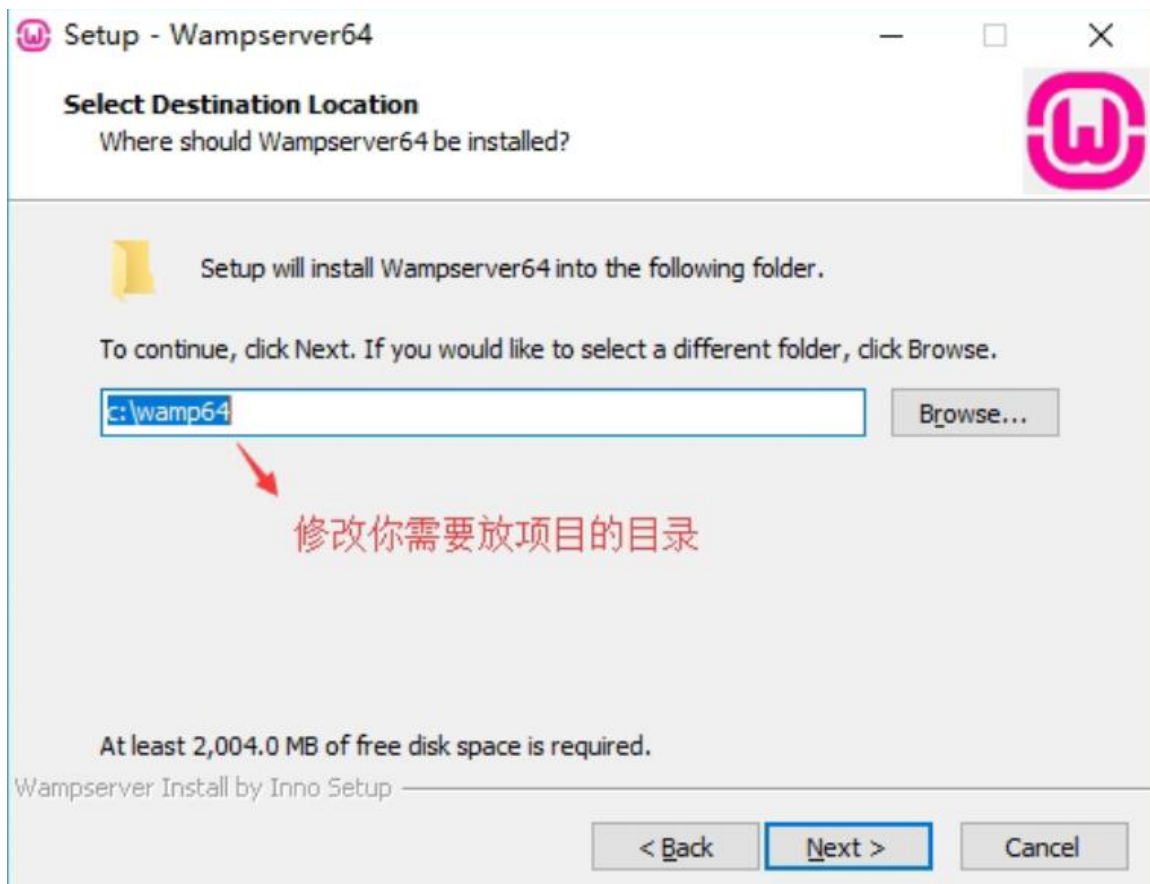 Setup - Wampserver64
Select Destination Location
Where should Wampserver64 be installed?
Setup will install Wampserver64 into the following folder.
To continue, click Next. If you would like to select a different folder, click Browse.
c:\wamp64
Browse...
修改你需要放项目的目录
At least 2,004.0 MB of free disk space is required.
Wampserver Install by Inno Setup
< Back
Next >
Cancel